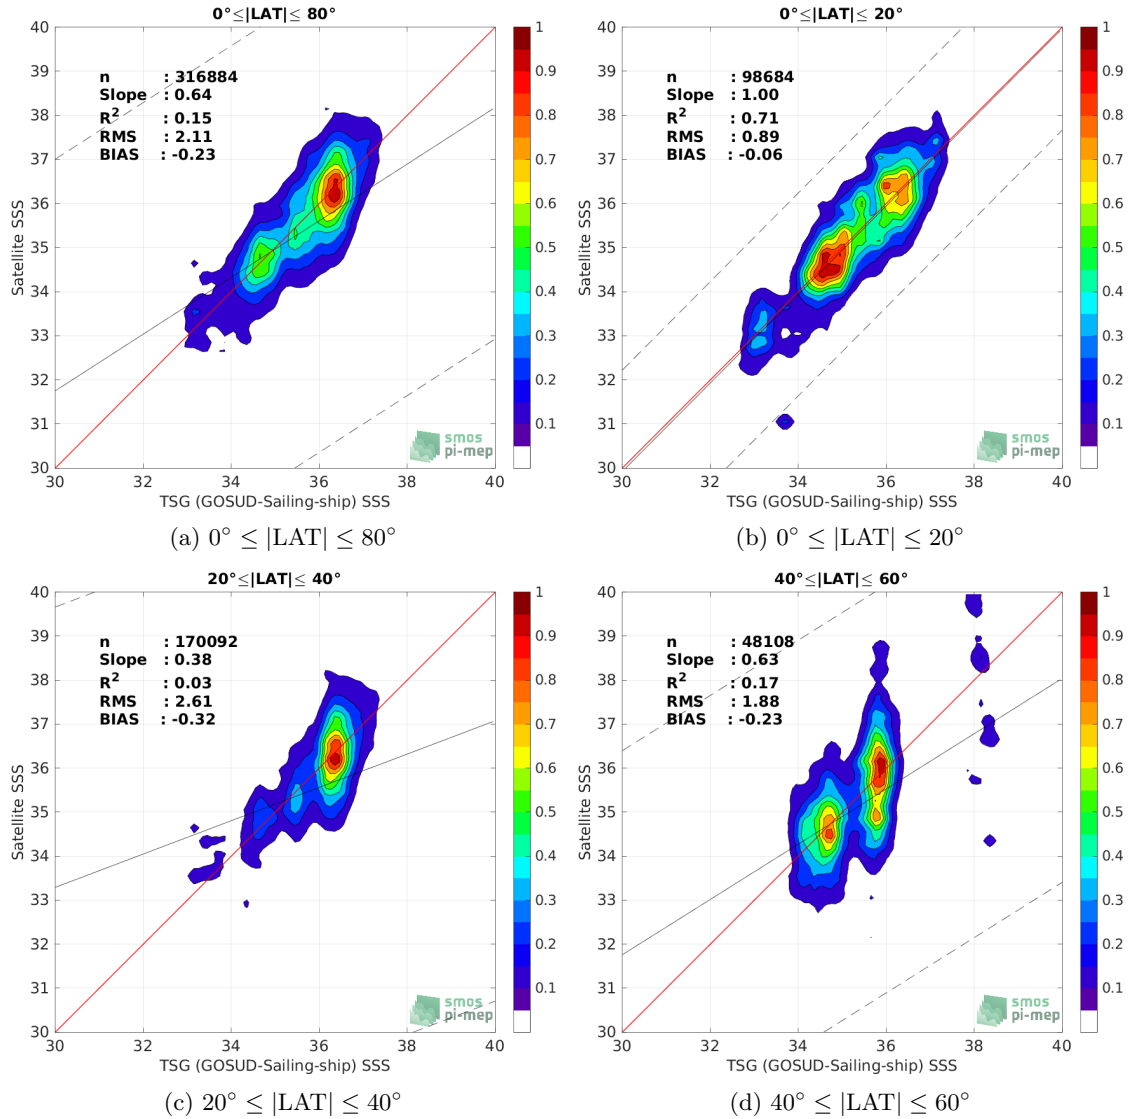 0°≤|LAT|≤ 80°
n : 316884
Slope : 0.64
R² : 0.15
RMS : 2.11
BIAS : -0.23
40
39
38
37
36
35
34
33
32
31
30
30 32 34 36 38 40
Satellite SSS
TSG (GOSUD-Sailing-ship) SSS
1
0.9
0.8
0.7
0.6
0.5
0.4
0.3
0.2
0.1
smos
pi-mep
(a) 0° ≤ |LAT| ≤ 80°
0°≤|LAT|≤ 20°
n : 98684
Slope : 1.00
R² : 0.71
RMS : 0.89
BIAS : -0.06
40
39
38
37
36
35
34
33
32
31
30
30 32 34 36 38 40
Satellite SSS
TSG (GOSUD-Sailing-ship) SSS
1
0.9
0.8
0.7
0.6
0.5
0.4
0.3
0.2
0.1
smos
pi-mep
(b) 0° ≤ |LAT| ≤ 20°
20°≤|LAT|≤ 40°
n : 170092
Slope : 0.38
R² : 0.03
RMS : 2.61
BIAS : -0.32
40
39
38
37
36
35
34
33
32
31
30
30 32 34 36 38 40
Satellite SSS
TSG (GOSUD-Sailing-ship) SSS
1
0.9
0.8
0.7
0.6
0.5
0.4
0.3
0.2
0.1
smos
pi-mep
(c) 20° ≤ |LAT| ≤ 40°
40°≤|LAT|≤ 60°
n : 48108
Slope : 0.63
R² : 0.17
RMS : 1.88
BIAS : -0.23
40
39
38
37
36
35
34
33
32
31
30
30 32 34 36 38 40
Satellite SSS
TSG (GOSUD-Sailing-ship) SSS
1
0.9
0.8
0.7
0.6
0.5
0.4
0.3
0.2
0.1
smos
pi-mep
(d) 40° ≤ |LAT| ≤ 60°